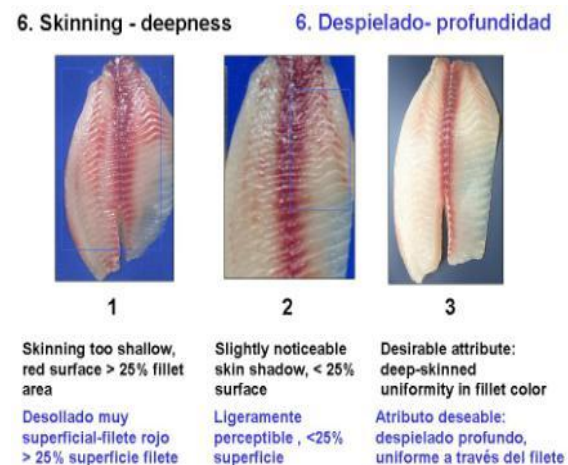 6. Skinning - deepness
6. Despielado- profundidad
1
2
3
Skinning too shallow,
red surface > 25% fillet
area
Slightly noticeable
skin shadow, < 25%
surface
Desirable attribute:
deep-skinned
uniformity in fillet color
Desollado muy
superficial-filete rojo
> 25% superficie filete
Ligeramente
perceptible , <25%
superficie
Atributo deseable:
despielado profundo,
uniforme a través del filete